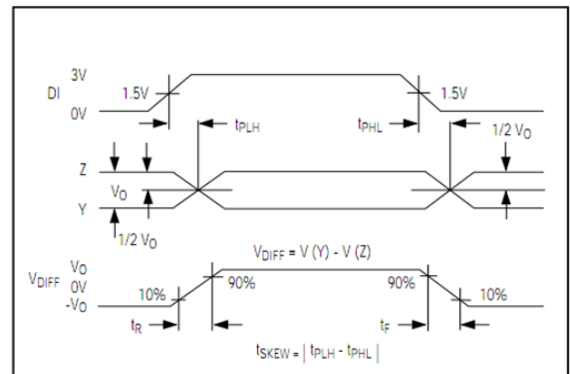 3V
DI 1.5V 1.5V
0V
tPLH tPHL 1/2 VO
Z
VO
Y
1/2 VO
VDIFF = V (Y) - V (Z)
VO
VDIFF 0V 90% 90%
-VO 10% 10%
tR tF
tSKEW = | tPLH - tPHL |